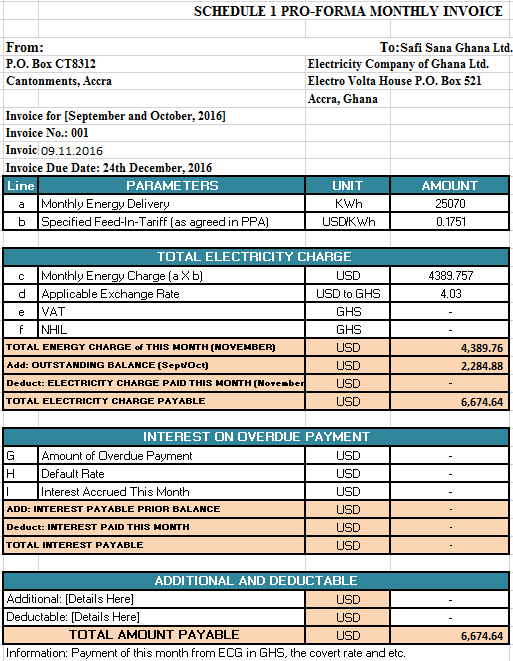 SCHEDULE 1 PRO-FORMA MONTHLY INVOICE
From: To:Safi Sana Ghana Ltd.
P.O. Box CT8312 Electricity Company of Ghana Ltd.
Cantonments, Accra Electro Volta House P.O. Box 521
Accra, Ghana
Invoice for [September and October, 2016]
Invoice No.: 001
Invoic 09.11.2016
Invoice Due Date: 24th December, 2016
Line PARAMETERS UNIT AMOUNT
a Monthly Energy Delivery KWh 25070
b Specified Feed-In-Tariff (as agreed in PPA) USD/KWh 0.1751
TOTAL ELECTRICITY CHARGE
c Monthly Energy Charge (a X b) USD 4389.757
d Applicable Exchange Rate USD to GHS 4.03
e VAT GHS -
f NHIL GHS -
TOTAL ENERGY CHARGE of THIS MONTH (NOVEMBER) USD 4,389.76
Add: OUTSTANDING BALANCE (Sept/Oct) USD 2,284.88
Deduct: ELECTRICITY CHARGE PAID THIS MONTH (November USD -
TOTAL ELECTRICITY CHARGE PAYABLE USD 6,674.64
INTEREST ON OVERDUE PAYMENT
G Amount of Overdue Payment USD -
H Default Rate USD -
I Interest Accrued This Month USD -
ADD: INTEREST PAYABLE PRIOR BALANCE USD -
Deduct: INTEREST PAID THIS MONTH USD -
TOTAL INTEREST PAYABLE USD -
ADDITIONAL AND DEDUCTABLE
Additional: [Details Here] USD -
Deductable: [Details Here] USD -
TOTAL AMOUNT PAYABLE USD 6,674.64
Information: Payment of this month from ECG in GHS, the covert rate and etc.